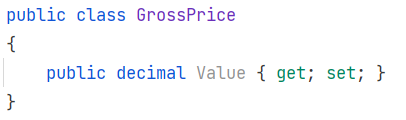 public class GrossPrice
{
    public decimal Value { get; set; }
}